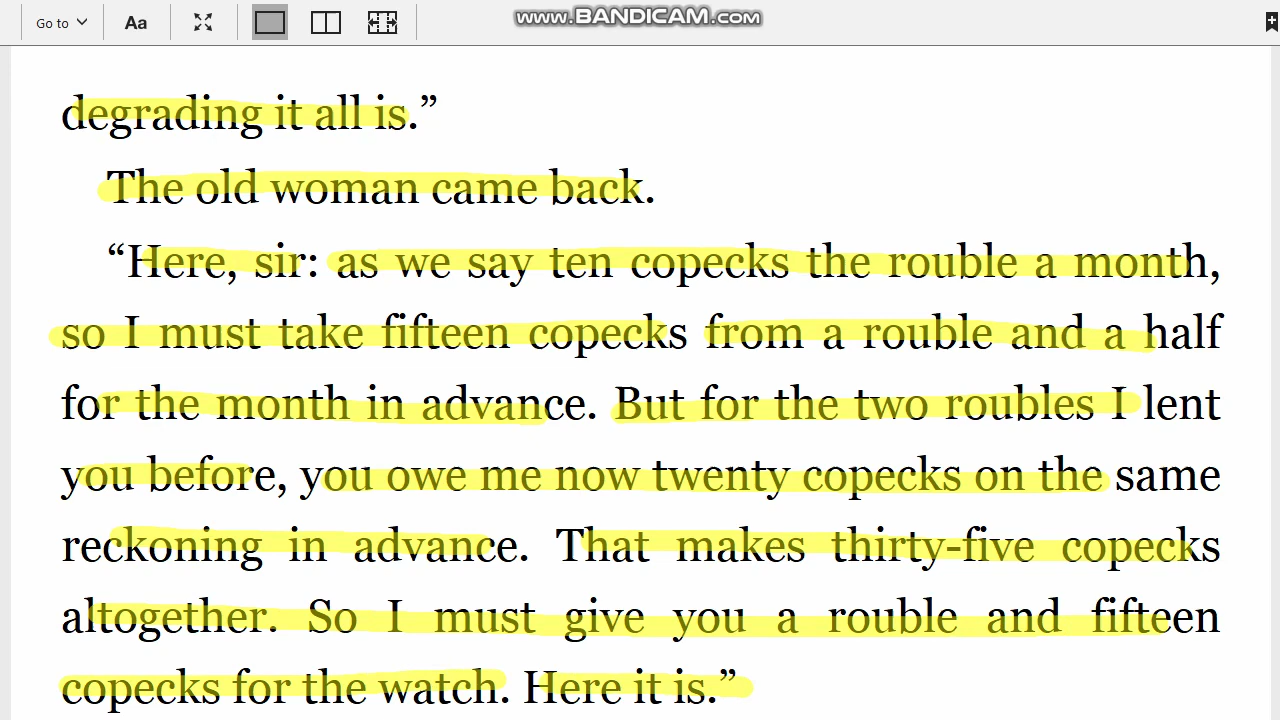 Go to
Aa
www.BANDICAM.com
degrading it all is.”
The old woman came back.
“Here, sir: as we say ten copecks the rouble a month,
so I must take fifteen copecks from a rouble and a half
for the month in advance. But for the two roubles I lent
you before, you owe me now twenty copecks on the same
reckoning in advance. That makes thirty-five copecks
altogether. So I must give you a rouble and fifteen
copecks for the watch. Here it is.”